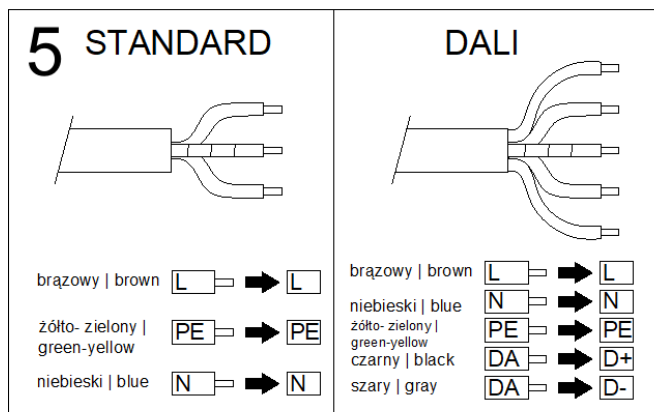 5 STANDARD
brązowy | brown L L
żółto- zielony |
green-yellow PE PE
niebieski | blue N N
DALI
brązowy | brown L L
niebieski | blue N N
żółto- zielony |
green-yellow PE PE
czarny | black DA D+
szary | gray DA D-